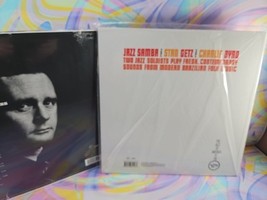 JAZZ SAMBA / STAN GETZ / CHARLIE BYRD
TWO JAZZ SOLOISTS PLAY FRESH, CONTEMPORARY
SOUNDS FROM MODERN BRAZILIAN FOLK MUSIC